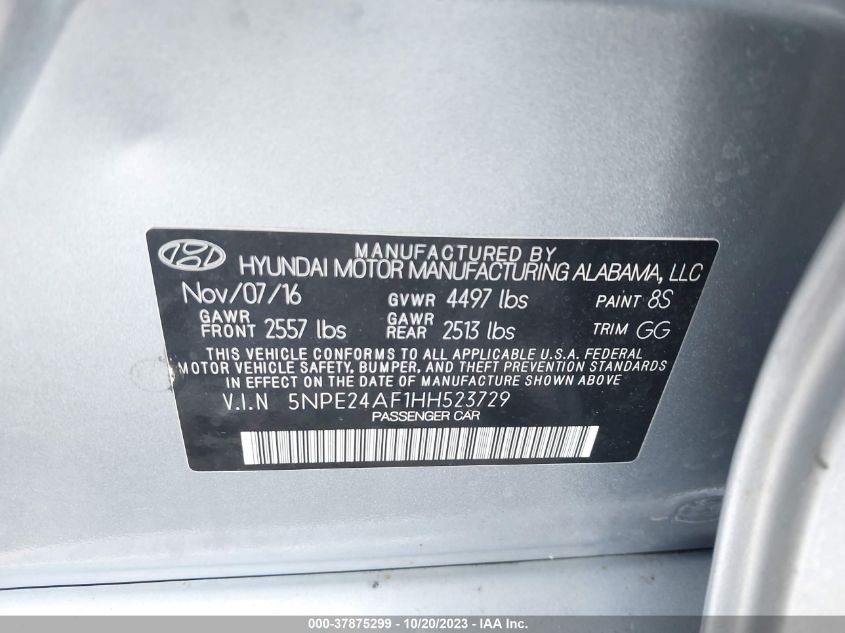 MANUFACTURED BY
HYUNDAI MOTOR MANUFACTURING ALABAMA, LLC
Nov/07/16 GVWR 4497 lbs PAINT 8S
GAWR FRONT 2557 lbs GAWR REAR 2513 lbs TRIM GG
THIS VEHICLE CONFORMS TO ALL APPLICABLE U.S.A. FEDERAL
MOTOR VEHICLE SAFETY, BUMPER, AND THEFT PREVENTION STANDARDS
IN EFFECT ON THE DATE OF MANUFACTURE SHOWN ABOVE
V.I.N 5NPE24AF1HH523729
PASSENGER CAR
000-37875299 - 10/20/2023 - IAA Inc.